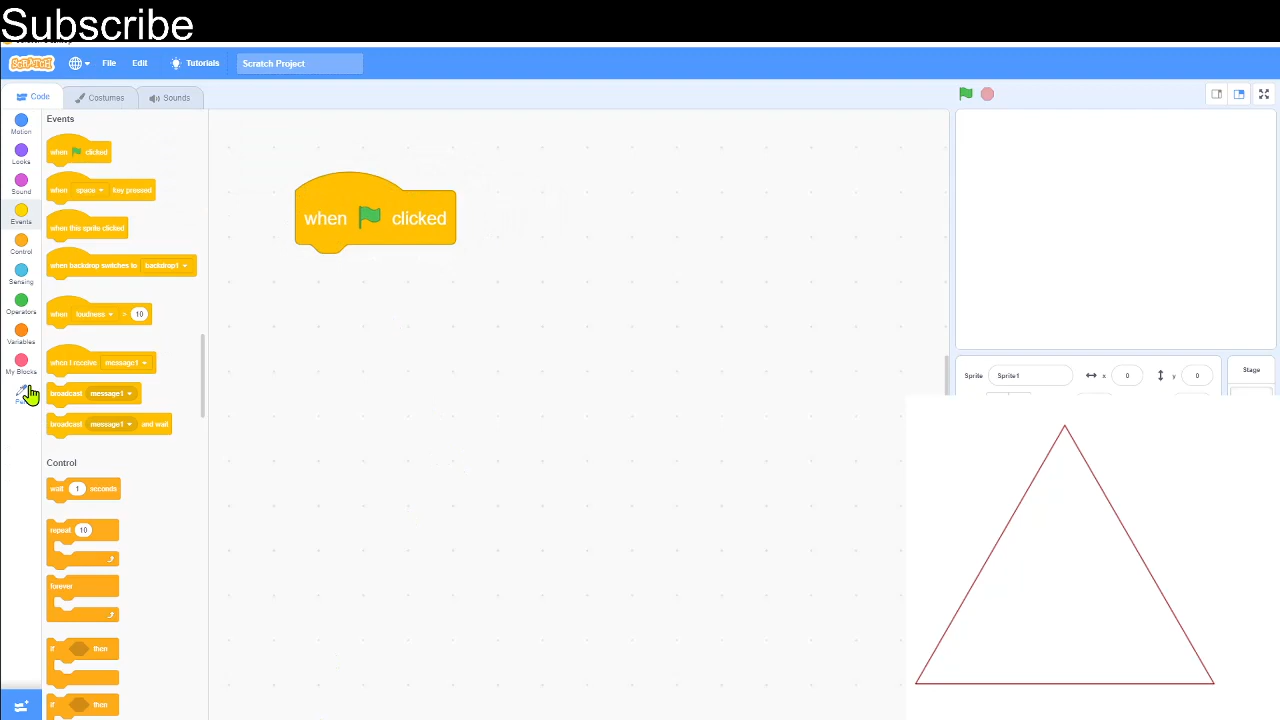 Subscribe
SCRATCH
File Edit Tutorials Scratch Project
Code Costumes Sounds
Motion
Looks
Sound
Events
Control
Sensing
Operators
Variables
My Blocks
Events
when clicked
when space key pressed
when this sprite clicked
when backdrop switches to backdrop1
when loudness > 10
when I receive message1
broadcast message1
broadcast message1 and wait
Control
wait 1 seconds
repeat 10
forever
if then
if then
when clicked
Sprite Sprite1 x 0 y 0
Stage